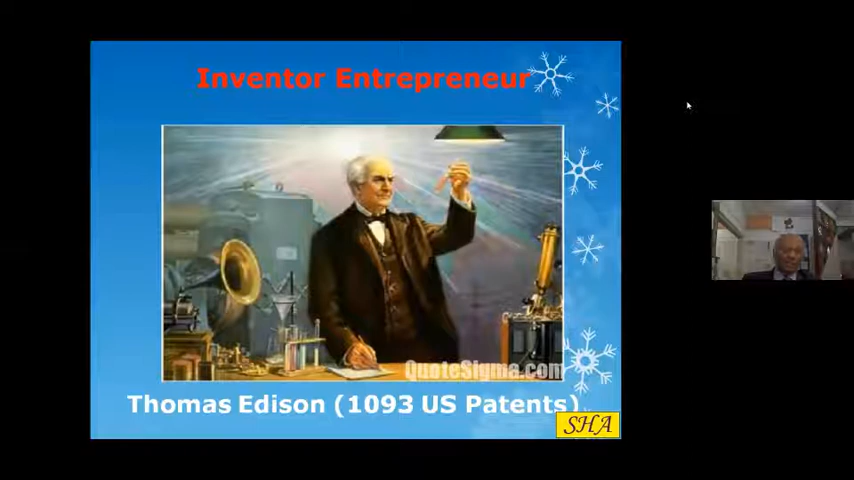 Inventor Entrepreneur
QuoteSigma.com
Thomas Edison (1093 US Patents)
SHA